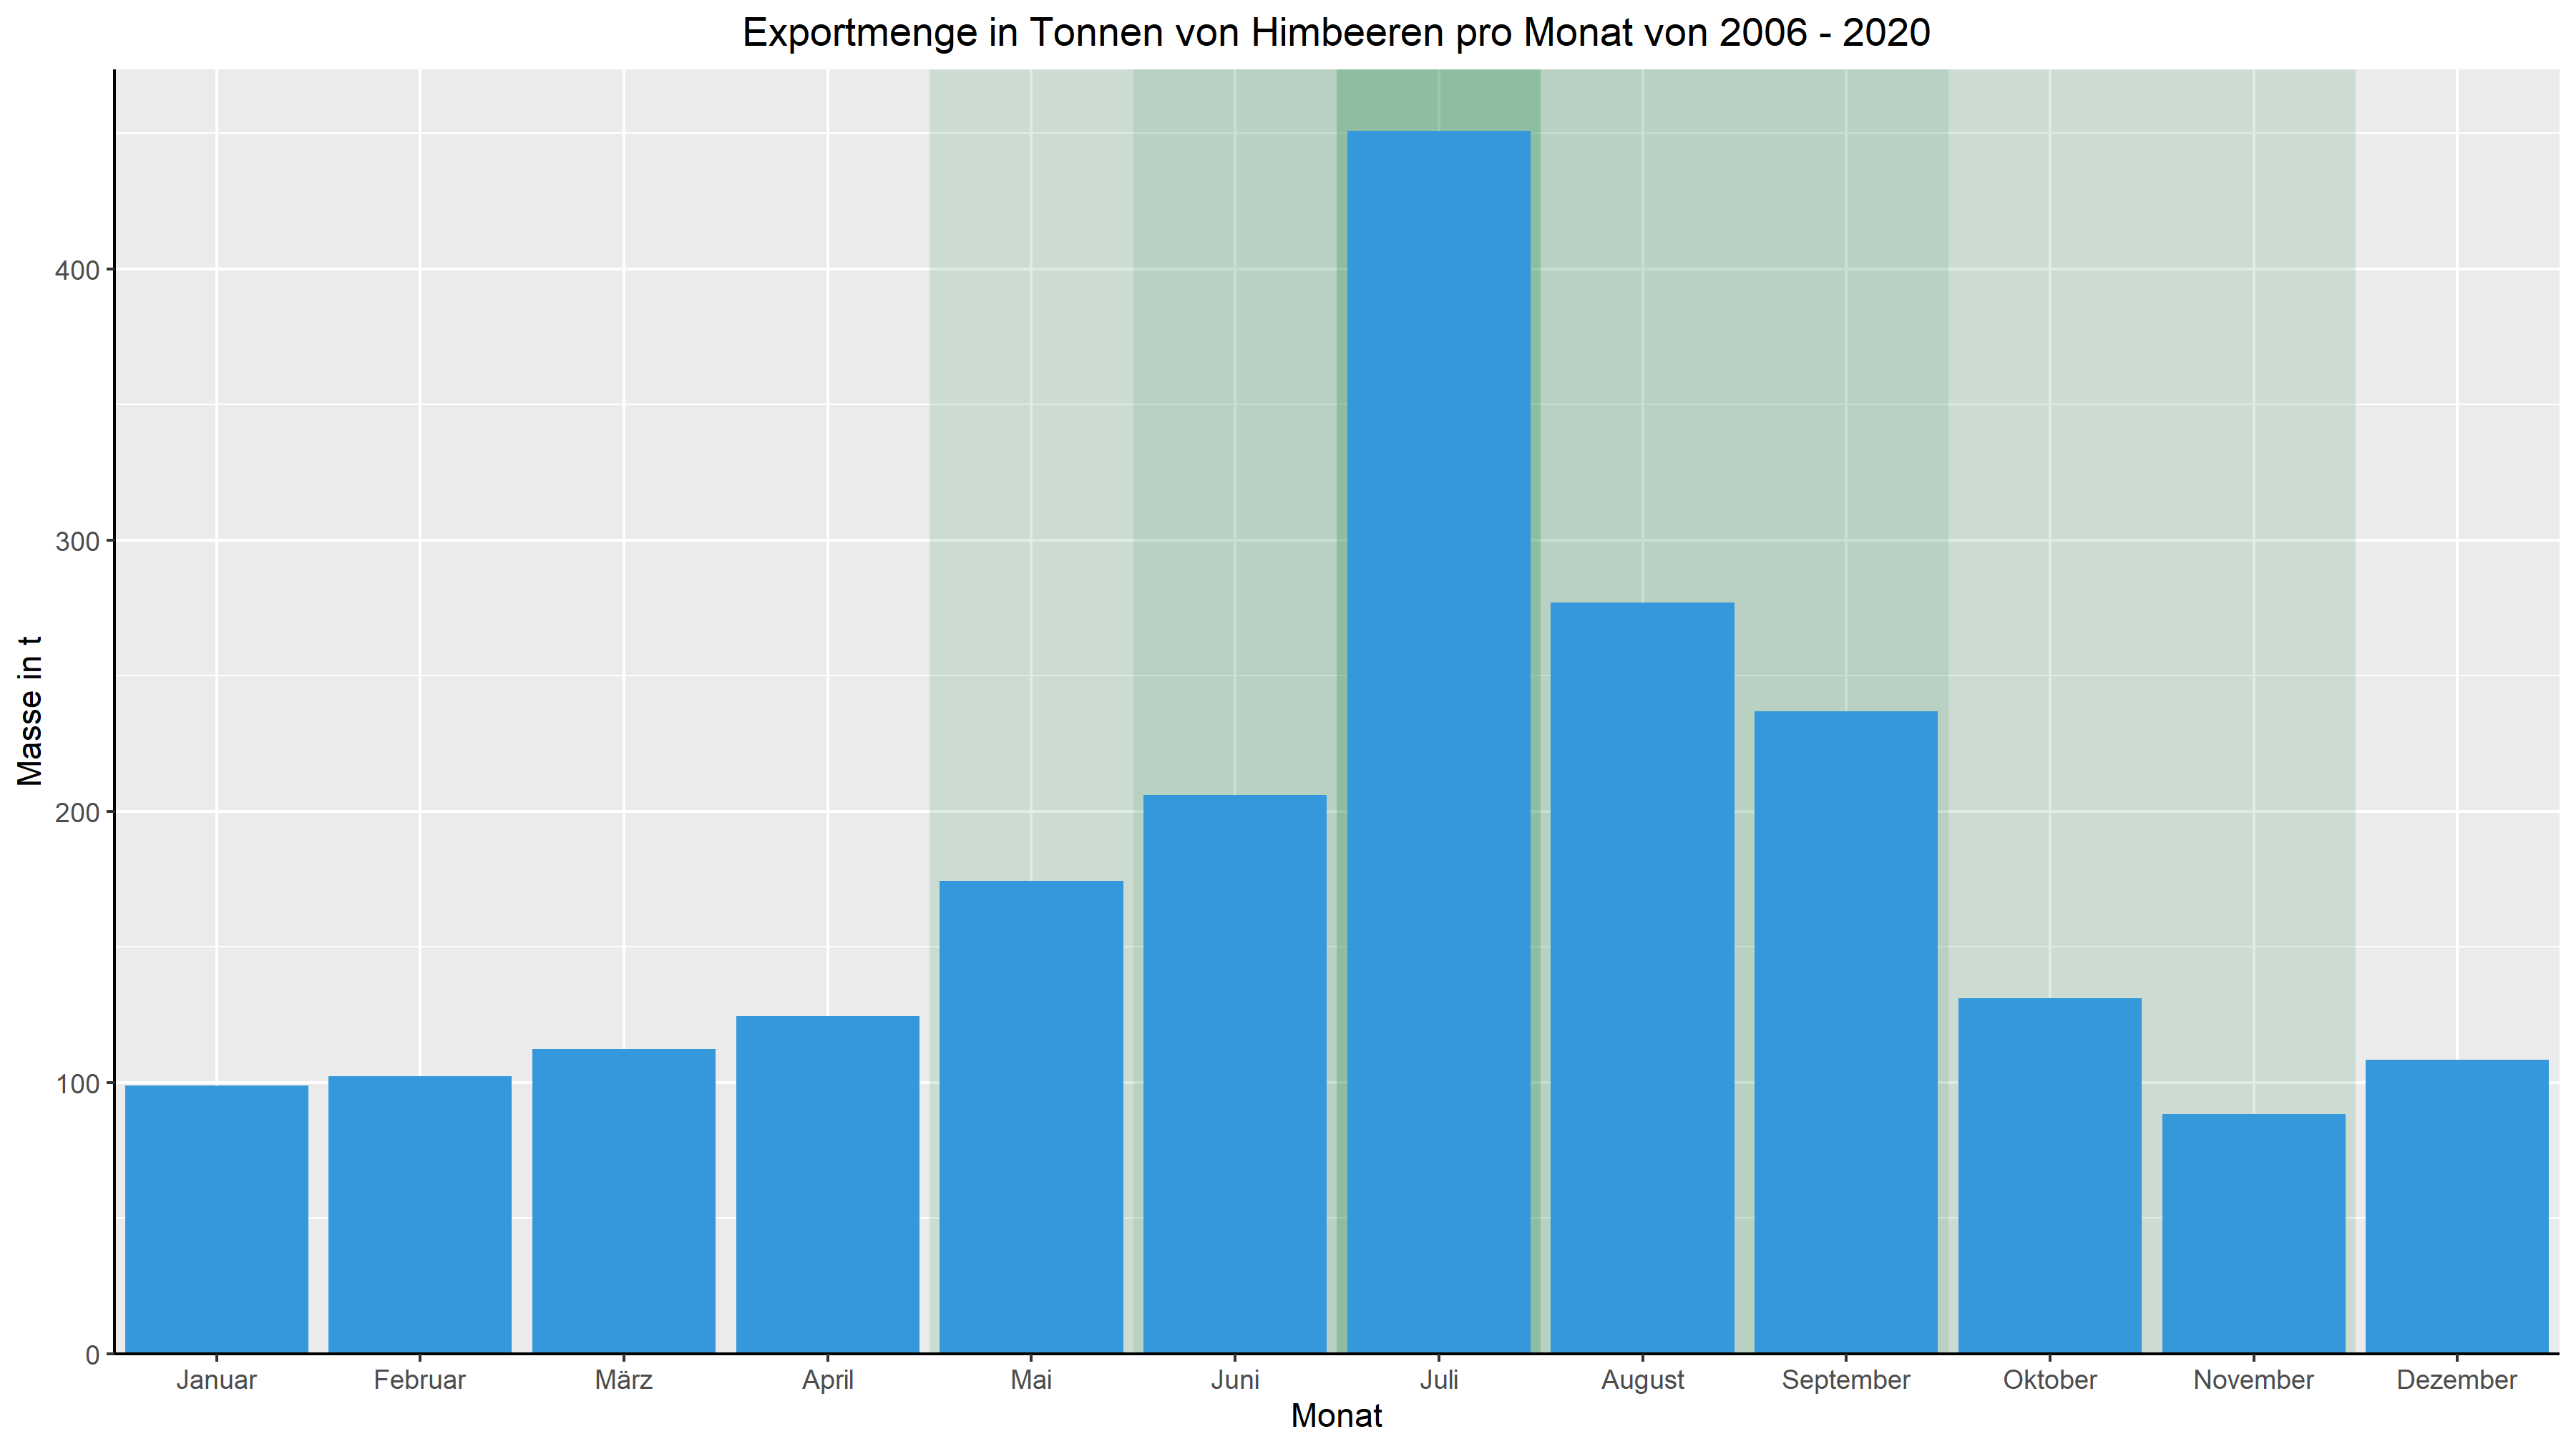 Exportmenge in Tonnen von Himbeeren pro Monat von 2006 - 2020
Masse in t
400
300
200
100
0
Januar Februar März April Mai Juni Juli August September Oktober November Dezember
Monat